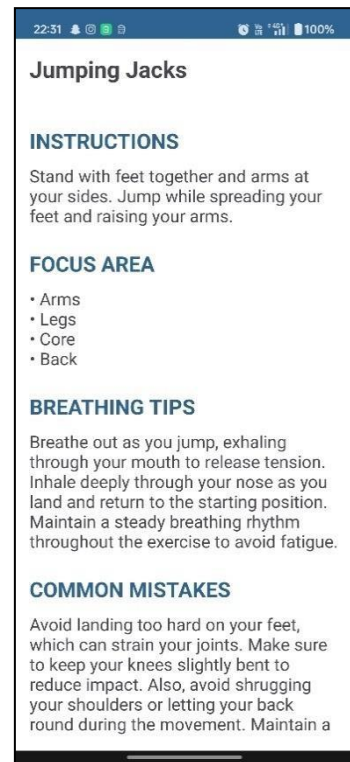 22:31
100%
Jumping Jacks
INSTRUCTIONS
Stand with feet together and arms at
your sides. Jump while spreading your
feet and raising your arms.
FOCUS AREA
• Arms
• Legs
• Core
• Back
BREATHING TIPS
Breathe out as you jump, exhaling
through your mouth to release tension.
Inhale deeply through your nose as you
land and return to the starting position.
Maintain a steady breathing rhythm
throughout the exercise to avoid fatigue.
COMMON MISTAKES
Avoid landing too hard on your feet,
which can strain your joints. Make sure
to keep your knees slightly bent to
reduce impact. Also, avoid shrugging
your shoulders or letting your back
round during the movement. Maintain a